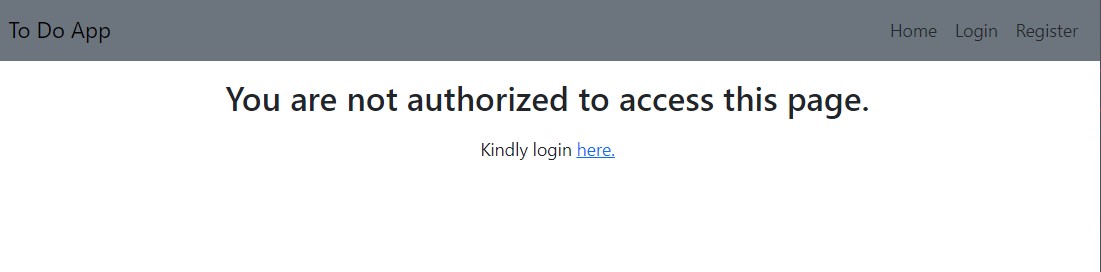 To Do App Home Login Register
You are not authorized to access this page.
Kindly login here.